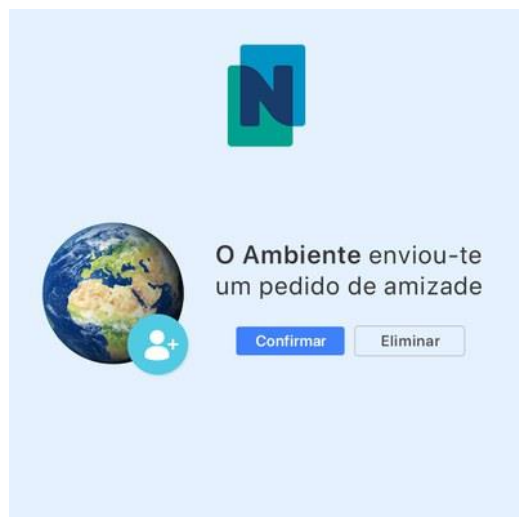 N
O Ambiente enviou-te
um pedido de amizade
Confirmar
Eliminar